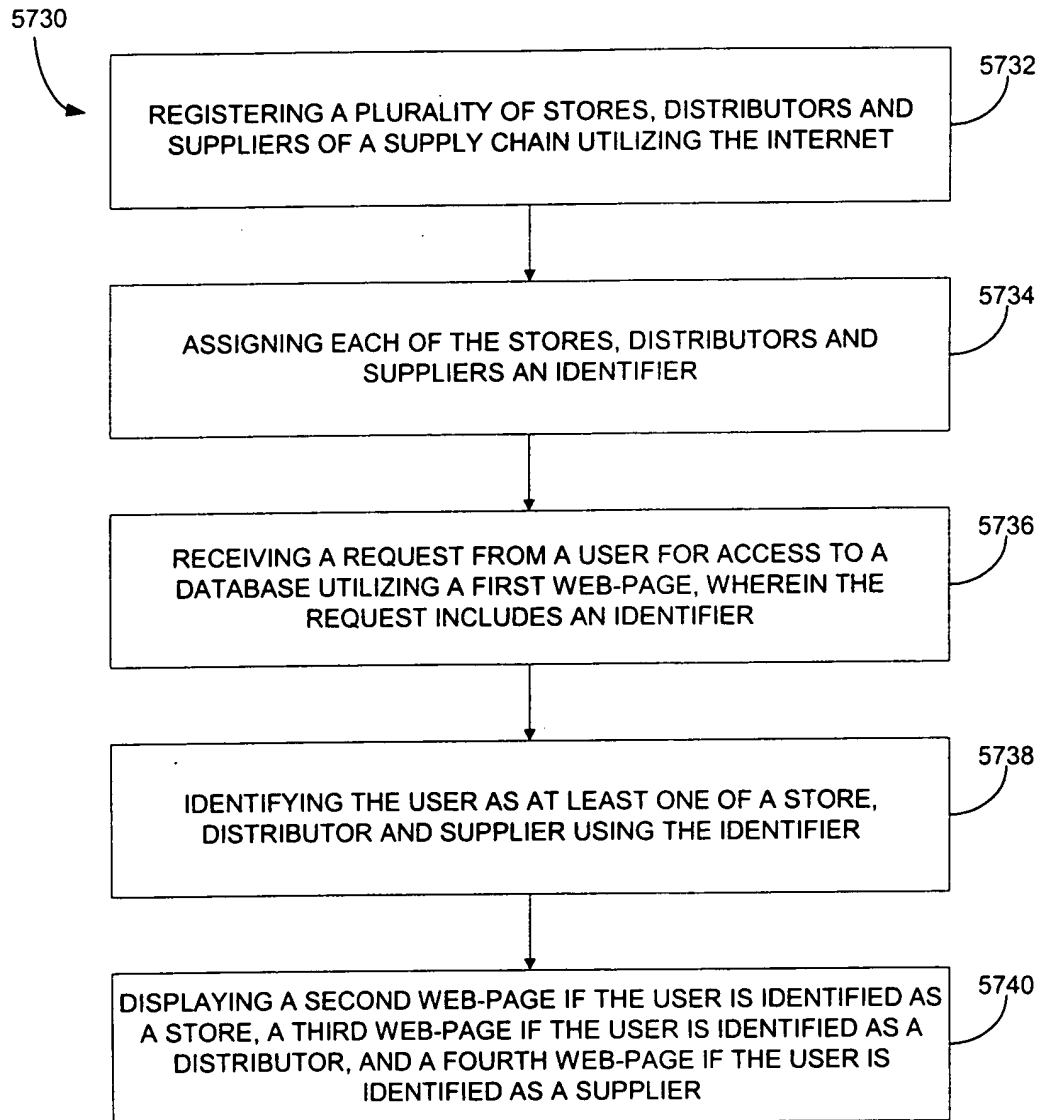 5730
5732
REGISTERING A PLURALITY OF STORES, DISTRIBUTORS AND
SUPPLIERS OF A SUPPLY CHAIN UTILIZING THE INTERNET
5734
ASSIGNING EACH OF THE STORES, DISTRIBUTORS AND
SUPPLIERS AN IDENTIFIER
5736
RECEIVING A REQUEST FROM A USER FOR ACCESS TO A
DATABASE UTILIZING A FIRST WEB-PAGE, WHEREIN THE
REQUEST INCLUDES AN IDENTIFIER
5738
IDENTIFYING THE USER AS AT LEAST ONE OF A STORE,
DISTRIBUTOR AND SUPPLIER USING THE IDENTIFIER
5740
DISPLAYING A SECOND WEB-PAGE IF THE USER IS IDENTIFIED AS
A STORE, A THIRD WEB-PAGE IF THE USER IS IDENTIFIED AS A
DISTRIBUTOR, AND A FOURTH WEB-PAGE IF THE USER IS
IDENTIFIED AS A SUPPLIER